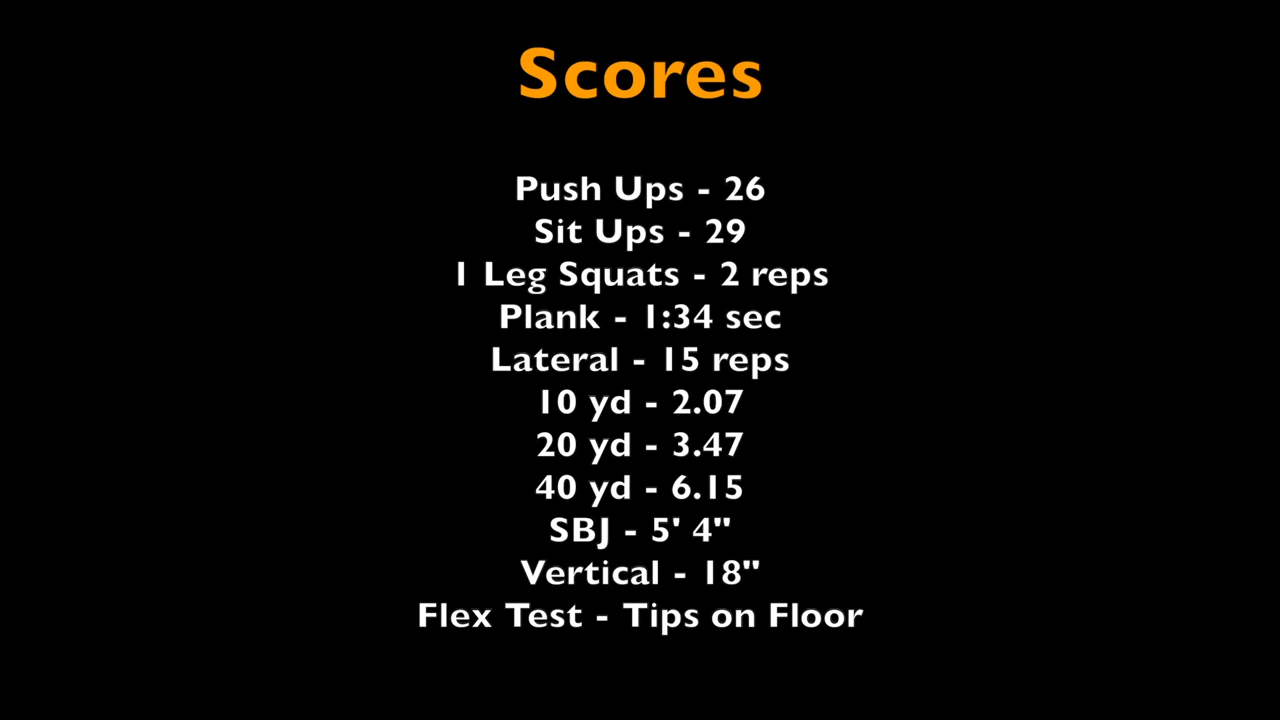 Scores
Push Ups - 26
Sit Ups - 29
1 Leg Squats - 2 reps
Plank - 1:34 sec
Lateral - 15 reps
10 yd - 2.07
20 yd - 3.47
40 yd - 6.15
SBJ - 5' 4"
Vertical - 18"
Flex Test - Tips on Floor